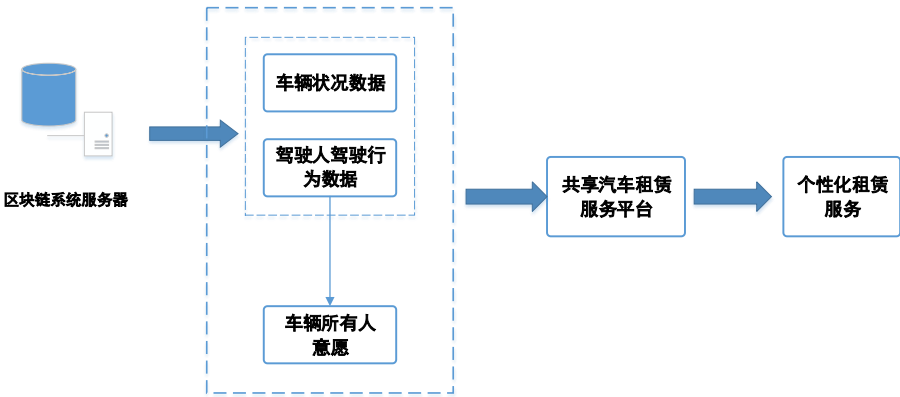 区块链系统服务器
车辆状况数据
驾驶人驾驶行
为数据
车辆所有人
意愿
共享汽车租赁
服务平台
个性化租赁
服务